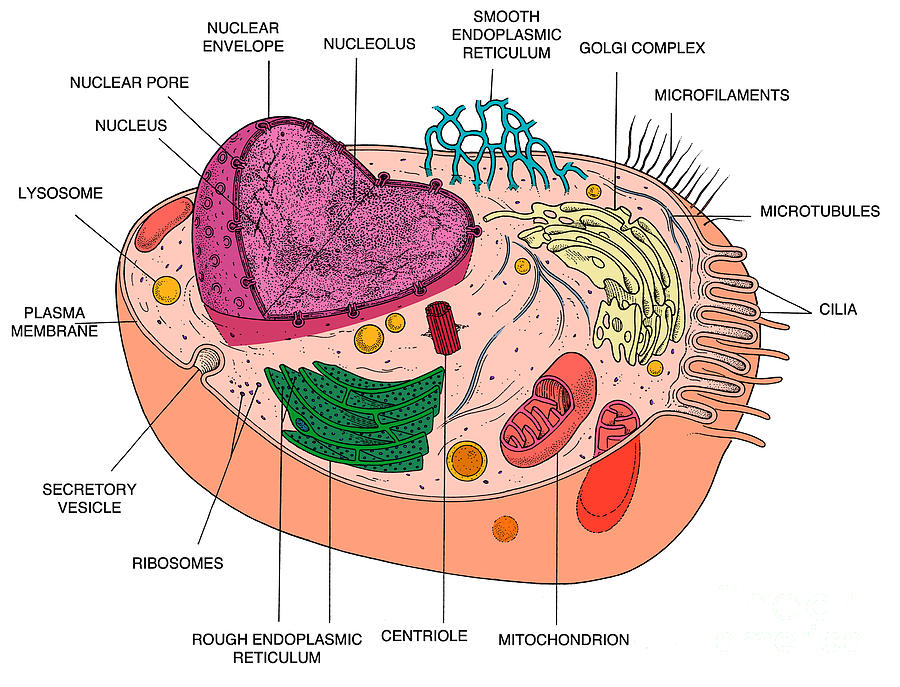 NUCLEAR
ENVELOPE
NUCLEOLUS
SMOOTH
ENDOPLASMIC
RETICULUM
GOLGI COMPLEX
NUCLEAR PORE
MICROFILAMENTS
NUCLEUS
LYSOSOME
MICROTUBULES
PLASMA
MEMBRANE
CILIA
SECRETORY
VESICLE
RIBOSOMES
ROUGH ENDOPLASMIC
RETICULUM
CENTRIOLE
MITOCHONDRION